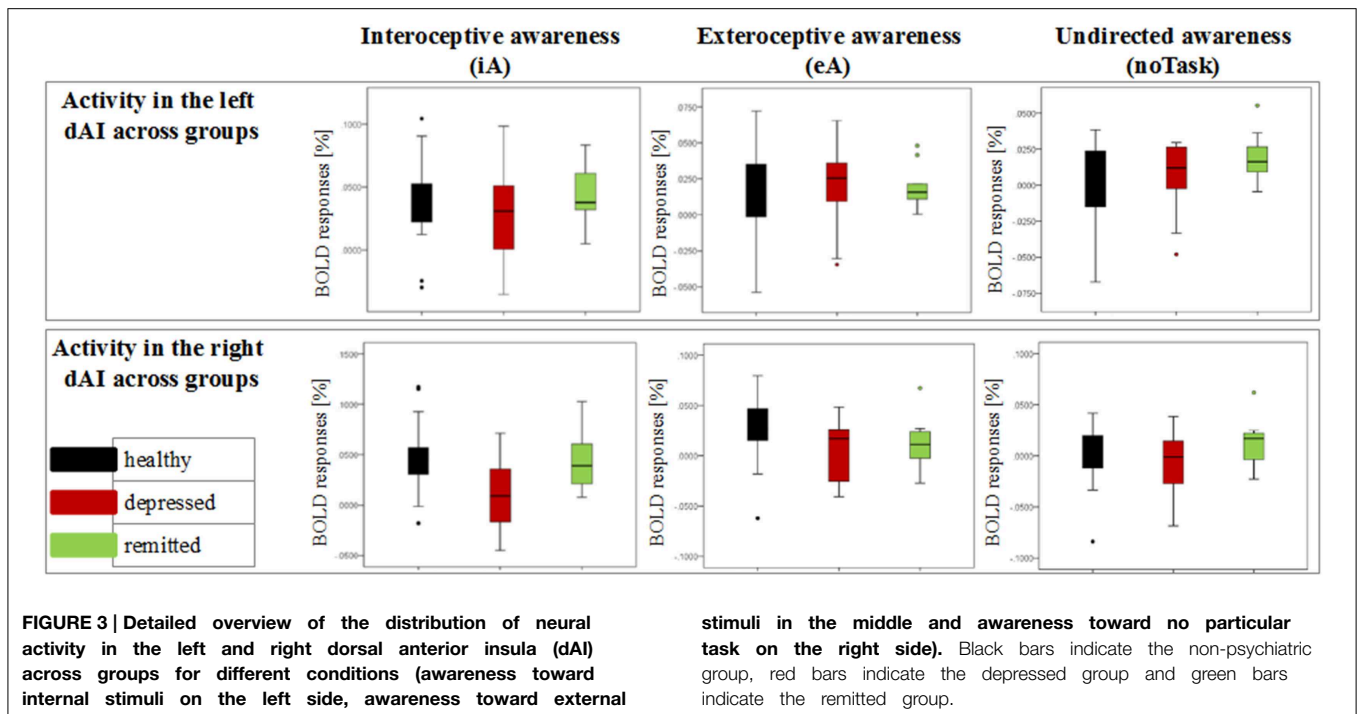 Interoceptive awareness
(iA)
Exteroceptive awareness
(eA)
Undirected awareness
(noTask)
Activity in the left
dAI across groups
BOLD responses [%]
.1000
.0500
.0000
BOLD responses [%]
.0750
.0500
.0250
.0000
-.0250
-.0500
BOLD responses [%]
.0500
.0250
.0000
-.0250
-.0500
-.0750
Activity in the right
dAI across groups
healthy
depressed
remitted
BOLD responses [%]
.1500
.1000
.0500
.0000
-.0500
BOLD responses [%]
.1000
.0500
.0000
-.0500
-.1000
BOLD responses [%]
.1000
.0500
.0000
-.0500
-.1000
FIGURE 3 | Detailed overview of the distribution of neural
activity in the left and right dorsal anterior insula (dAI)
across groups for different conditions (awareness toward
internal stimuli on the left side, awareness toward external
stimuli in the middle and awareness toward no particular
task on the right side). Black bars indicate the non-psychiatric
group, red bars indicate the depressed group and green bars
indicate the remitted group.